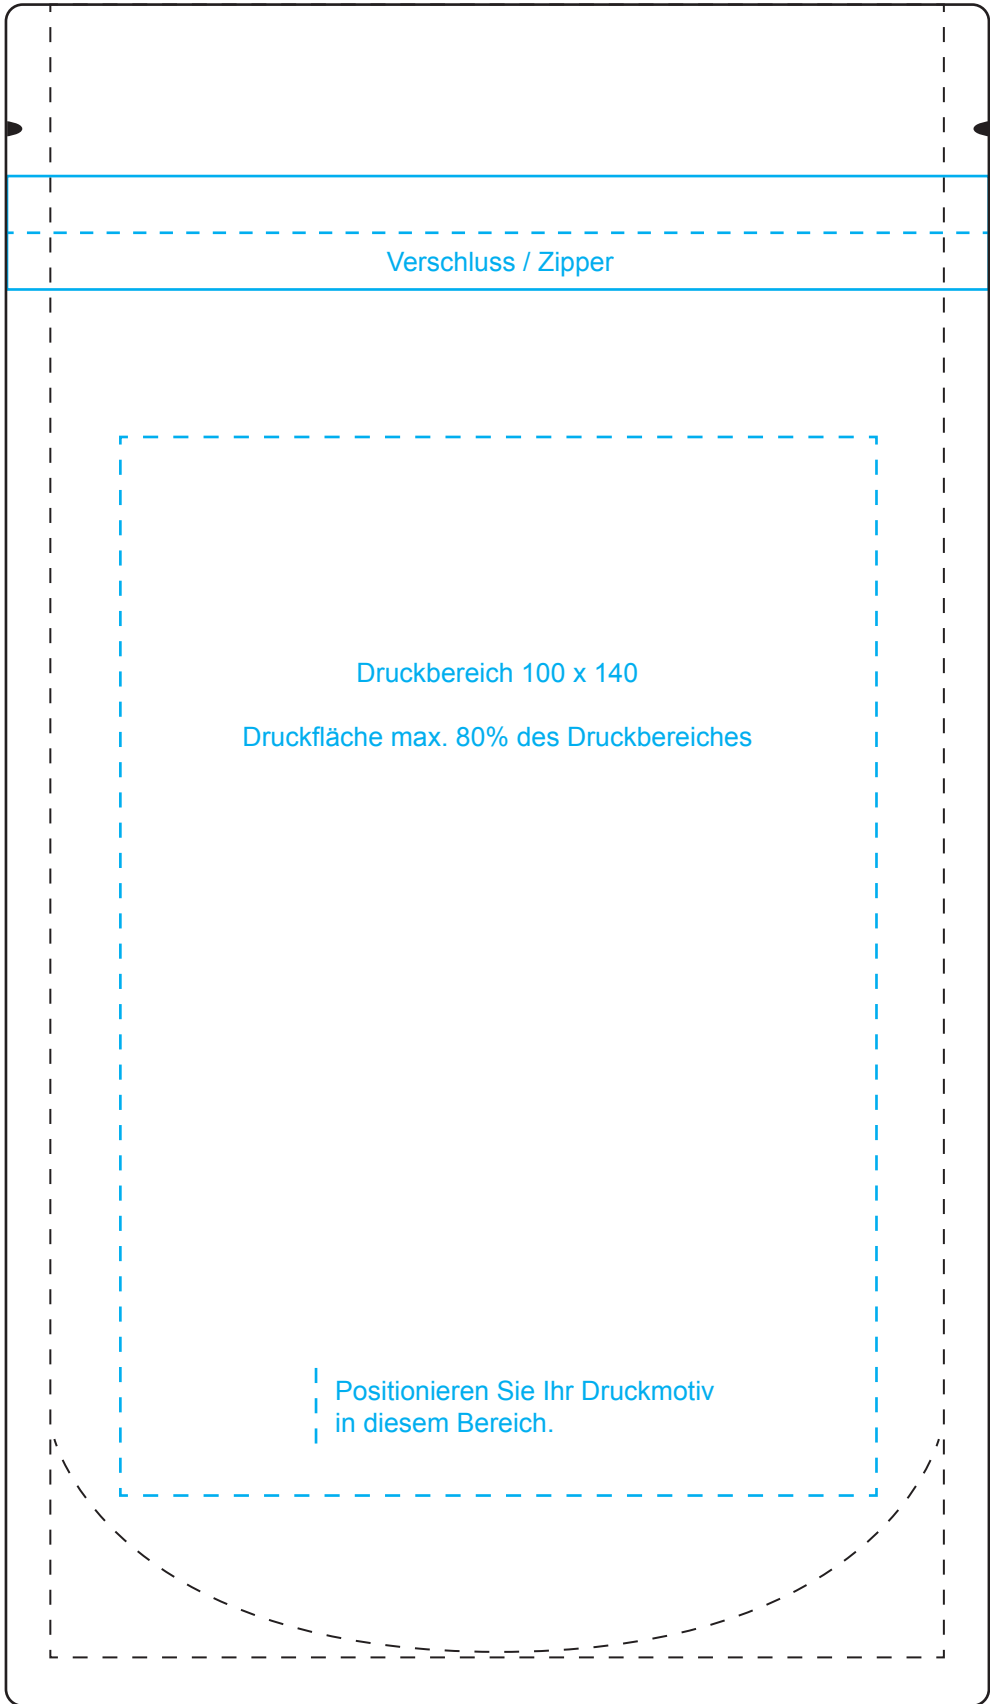 Verschluss / Zipper
Druckbereich 100 x 140
Druckfläche max. 80% des Druckbereiches
Positionieren Sie Ihr Druckmotiv
in diesem Bereich.